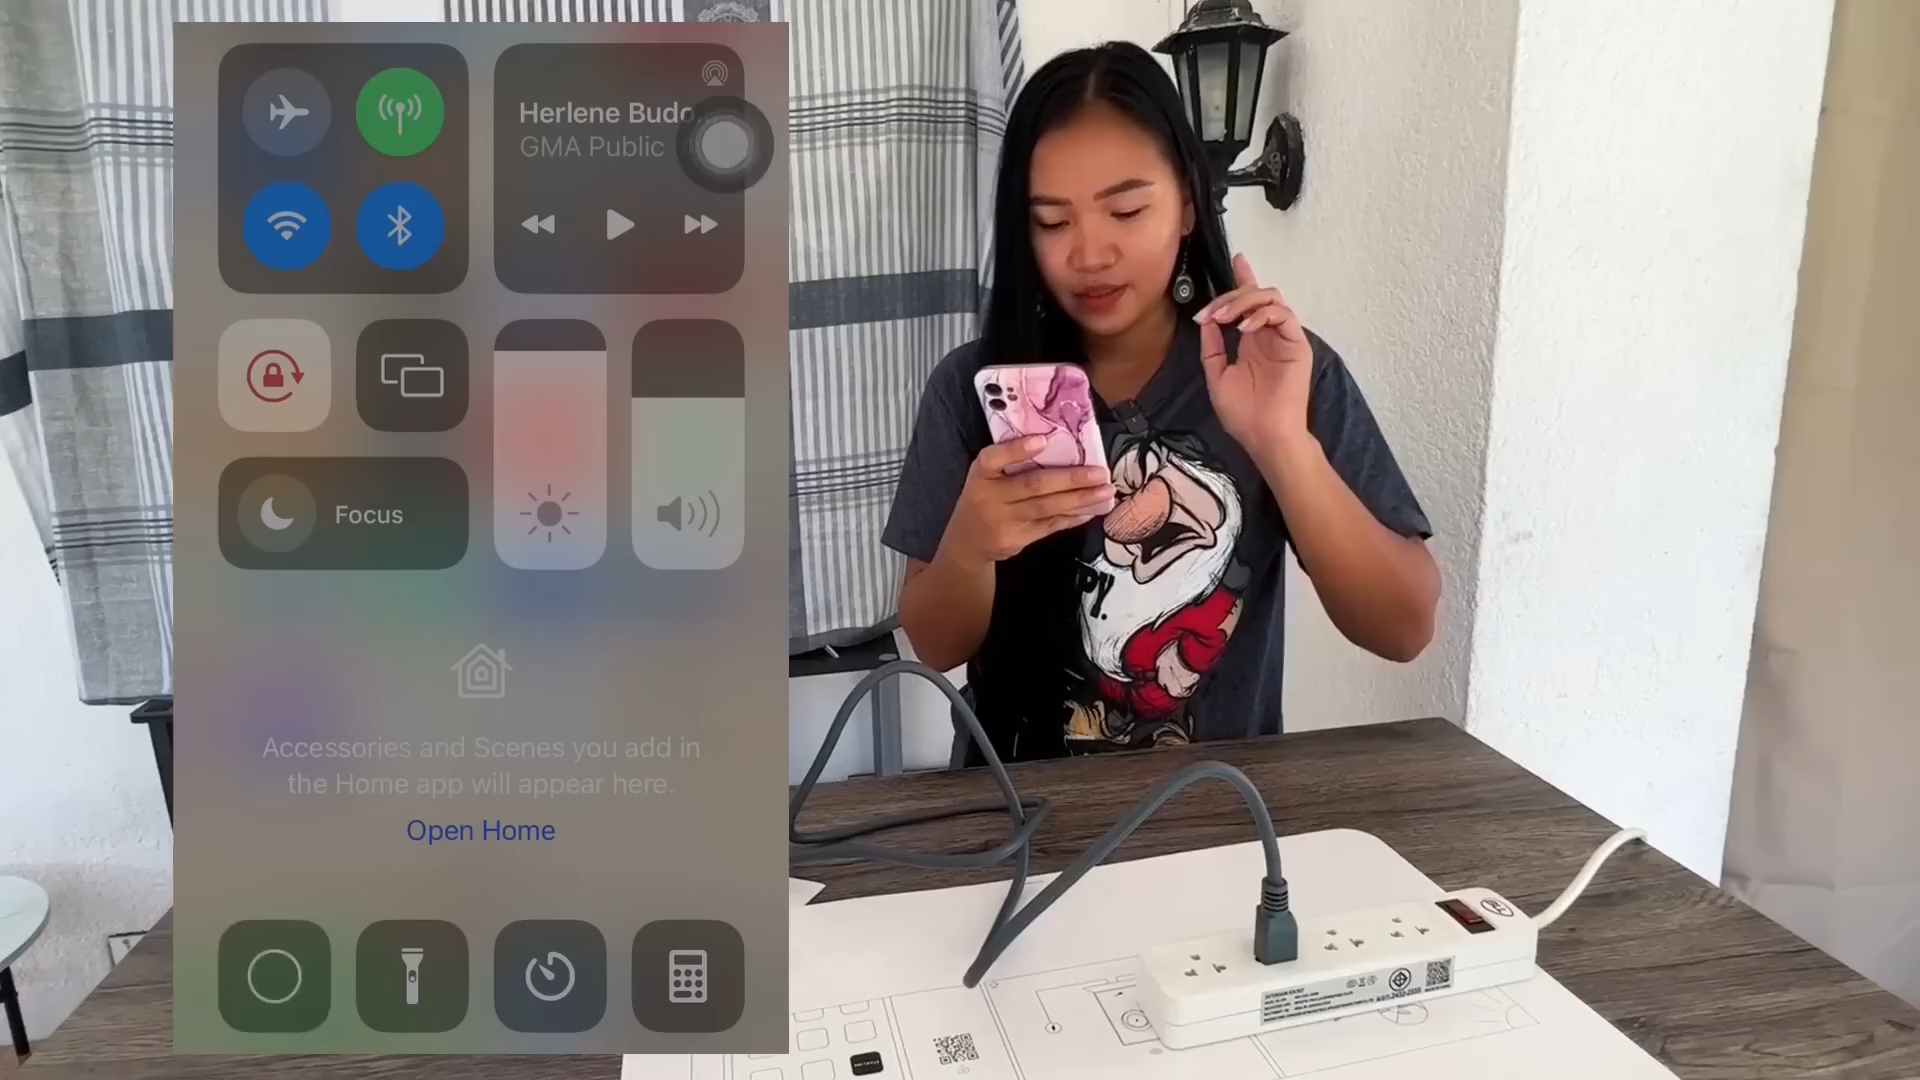 Herlene Budo...
GMA Public
Focus
Accessories and Scenes you add in
the Home app will appear here.
Open Home